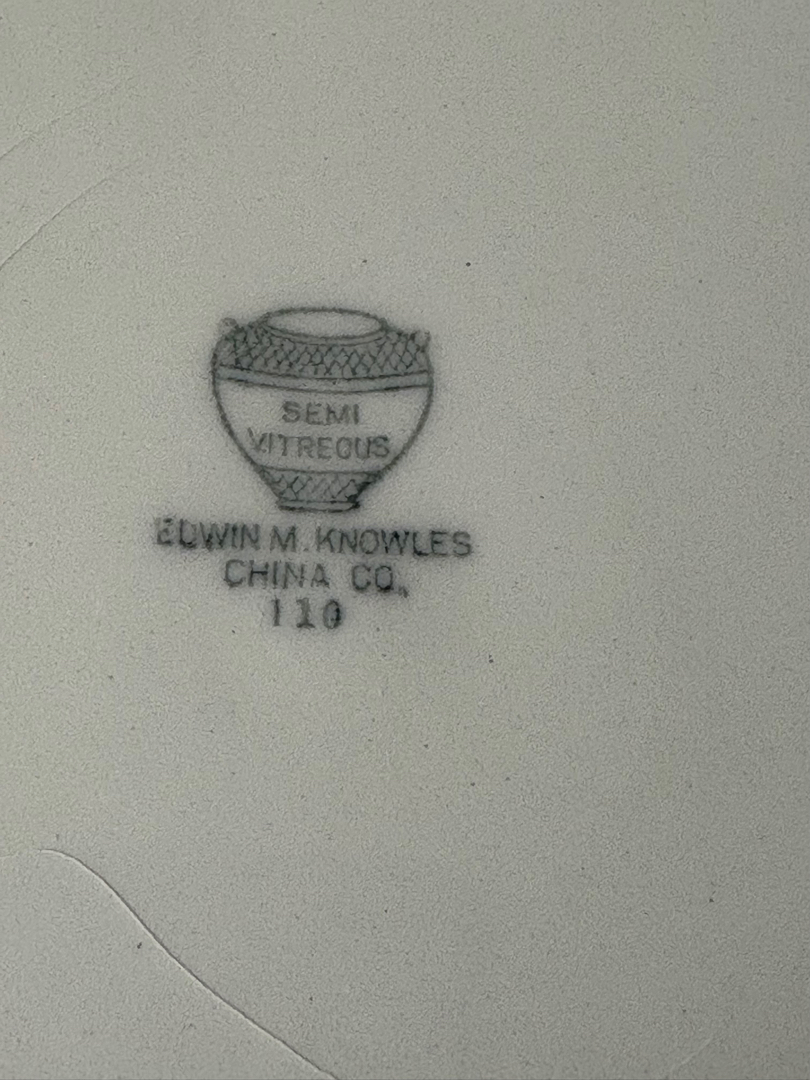 SEMI
VITREOUS
EDWIN M. KNOWLES
CHINA CO.
110